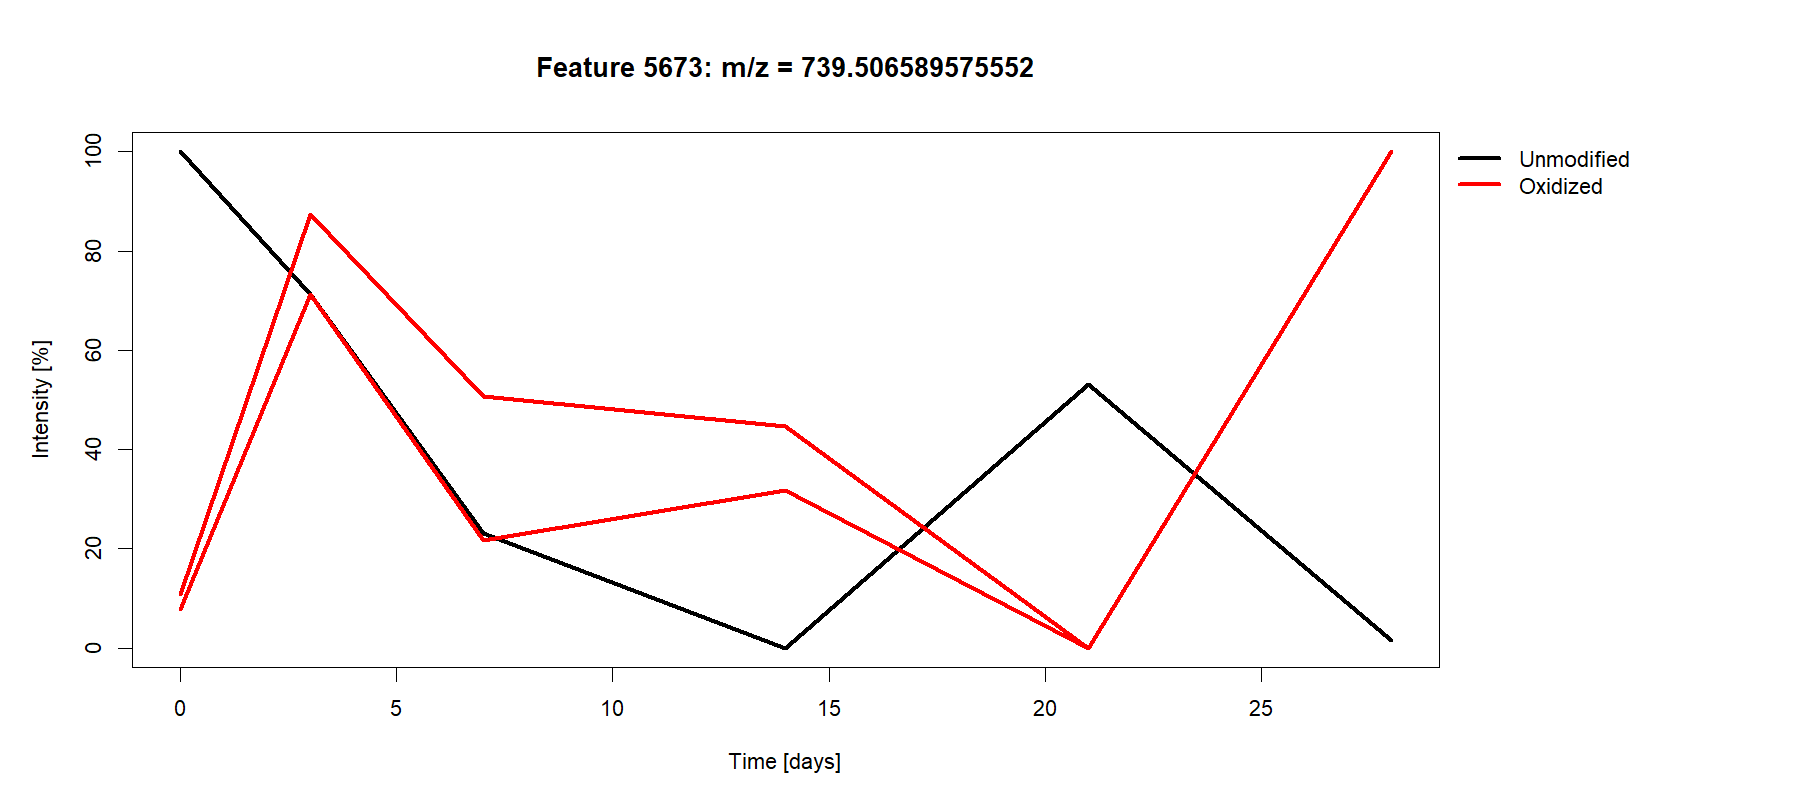 Feature 5673: m/z = 739.506589575552
100
80
60
40
20
0
Intensity [%]
Unmodified
Oxidized
0 5 10 15 20 25
Time [days]